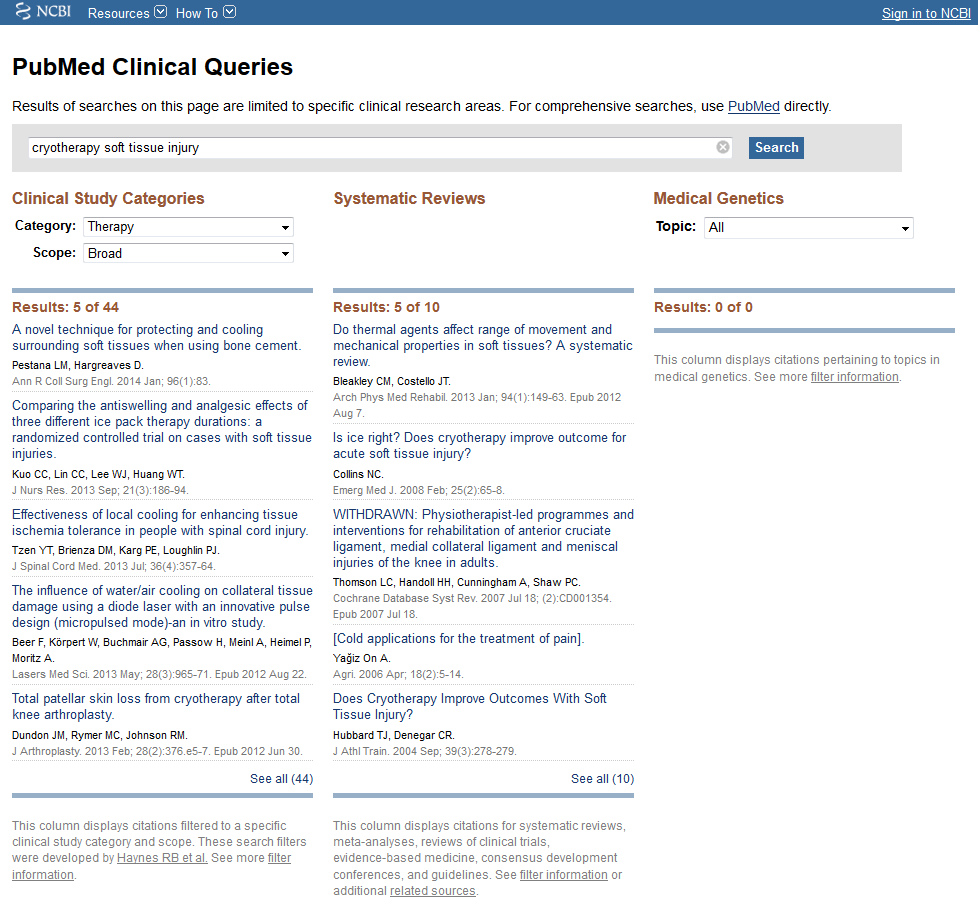 NCBI Resources How To Sign in to NCBI
PubMed Clinical Queries
Results of searches on this page are limited to specific clinical research areas. For comprehensive searches, use PubMed directly.
cryotherapy soft tissue injury Search
Clinical Study Categories
Category: Therapy
Scope: Broad
Results: 5 of 44
A novel technique for protecting and cooling
surrounding soft tissues when using bone cement.
Pestana LM, Hargreaves D.
Ann R Coll Surg Engl. 2014 Jan; 96(1):83.
Comparing the antiswelling and analgesic effects of
three different ice pack therapy durations: a
randomized controlled trial on cases with soft tissue
injuries.
Kuo CC, Lin CC, Lee WJ, Huang WT.
J Nurs Res. 2013 Sep; 21(3):186-94.
Effectiveness of local cooling for enhancing tissue
ischemia tolerance in people with spinal cord injury.
Tzen YT, Brienza DM, Karg PE, Loughlin PJ.
J Spinal Cord Med. 2013 Jul; 36(4):357-64.
The influence of water/air cooling on collateral tissue
damage using a diode laser with an innovative pulse
design (micropulsed mode)-an in vitro study.
Beer F, Körpert W, Buchmair AG, Passow H, Meinl A, Heimel P,
Moritz A.
Lasers Med Sci. 2013 May; 28(3):965-71. Epub 2012 Aug 22.
Total patellar skin loss from cryotherapy after total
knee arthroplasty.
Dundon JM, Rymer MC, Johnson RM.
J Arthroplasty. 2013 Feb; 28(2):376.e5-7. Epub 2012 Jun 30.
See all (44)
This column displays citations filtered to a specific
clinical study category and scope. These search filters
were developed by Haynes RB et al. See more filter
information.
Systematic Reviews
Results: 5 of 10
Do thermal agents affect range of movement and
mechanical properties in soft tissues? A systematic
review.
Bleakley CM, Costello JT.
Arch Phys Med Rehabil. 2013 Jan; 94(1):149-63. Epub 2012
Aug 7.
Is ice right? Does cryotherapy improve outcome for
acute soft tissue injury?
Collins NC.
Emerg Med J. 2008 Feb; 25(2):65-8.
WITHDRAWN: Physiotherapist-led programmes and
interventions for rehabilitation of anterior cruciate
ligament, medial collateral ligament and meniscal
injuries of the knee in adults.
Thomson LC, Handoll HH, Cunningham A, Shaw PC.
Cochrane Database Syst Rev. 2007 Jul 18; (2):CD001354.
Epub 2007 Jul 18.
[Cold applications for the treatment of pain].
Yağiz On A.
Agri. 2006 Apr; 18(2):5-14.
Does Cryotherapy Improve Outcomes With Soft
Tissue Injury?
Hubbard TJ, Denegar CR.
J Athl Train. 2004 Sep; 39(3):278-279.
See all (10)
This column displays citations for systematic reviews,
meta-analyses, reviews of clinical trials,
evidence-based medicine, consensus development
conferences, and guidelines. See filter information or
additional related sources.
Medical Genetics
Topic: All
Results: 0 of 0
This column displays citations pertaining to topics in
medical genetics. See more filter information.